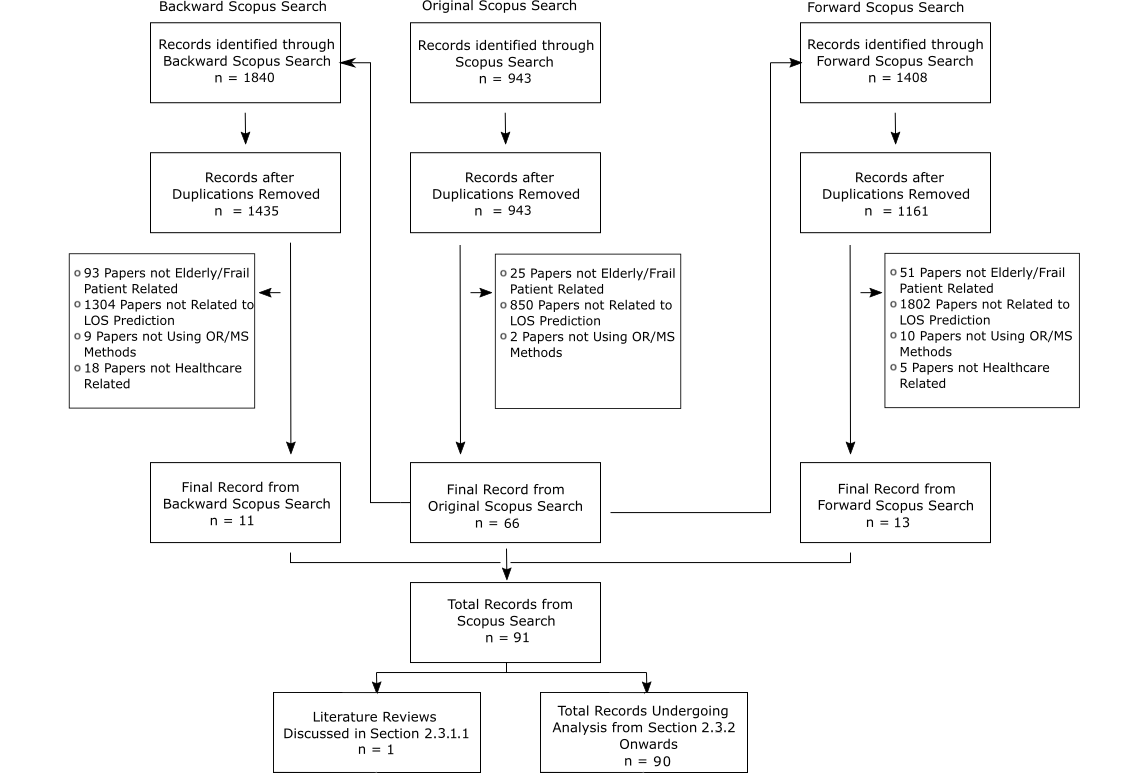 Backward Scopus Search
Records identified through
Backward Scopus Search
n = 1840
Records after
Duplications Removed
n = 1435
o 93 Papers not Elderly/Frail
Patient Related
o 1304 Papers not Related to
LOS Prediction
o 9 Papers not Using OR/MS
Methods
o 18 Papers not Healthcare
Related
Final Record from
Backward Scopus Search
n = 11
Original Scopus Search
Records identified through
Scopus Search
n = 943
Records after
Duplications Removed
n = 943
o 25 Papers not Elderly/Frail
Patient Related
o 850 Papers not Related to
LOS Prediction
o 2 Papers not Using OR/MS
Methods
Final Record from
Original Scopus Search
n = 66
Forward Scopus Search
Records identified through
Forward Scopus Search
n = 1408
Records after
Duplications Removed
n = 1161
o 51 Papers not Elderly/Frail
Patient Related
o 1802 Papers not Related to
LOS Prediction
o 10 Papers not Using OR/MS
Methods
o 5 Papers not Healthcare
Related
Final Record from
Forward Scopus Search
n = 13
Total Records from
Scopus Search
n = 91
Literature Reviews
Discussed in Section 2.3.1.1
n = 1
Total Records Undergoing
Analysis from Section 2.3.2
Onwards
n = 90